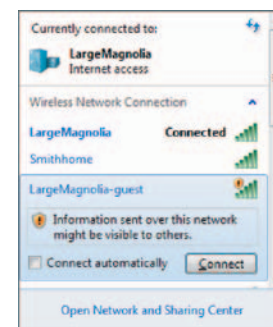 Currently connected to:
LargeMagnolia
Internet access
Wireless Network Connection
LargeMagnolia Connected
Smithhome
LargeMagnolia-guest
Information sent over this network
might be visible to others.
Connect automatically Connect
Open Network and Sharing Center